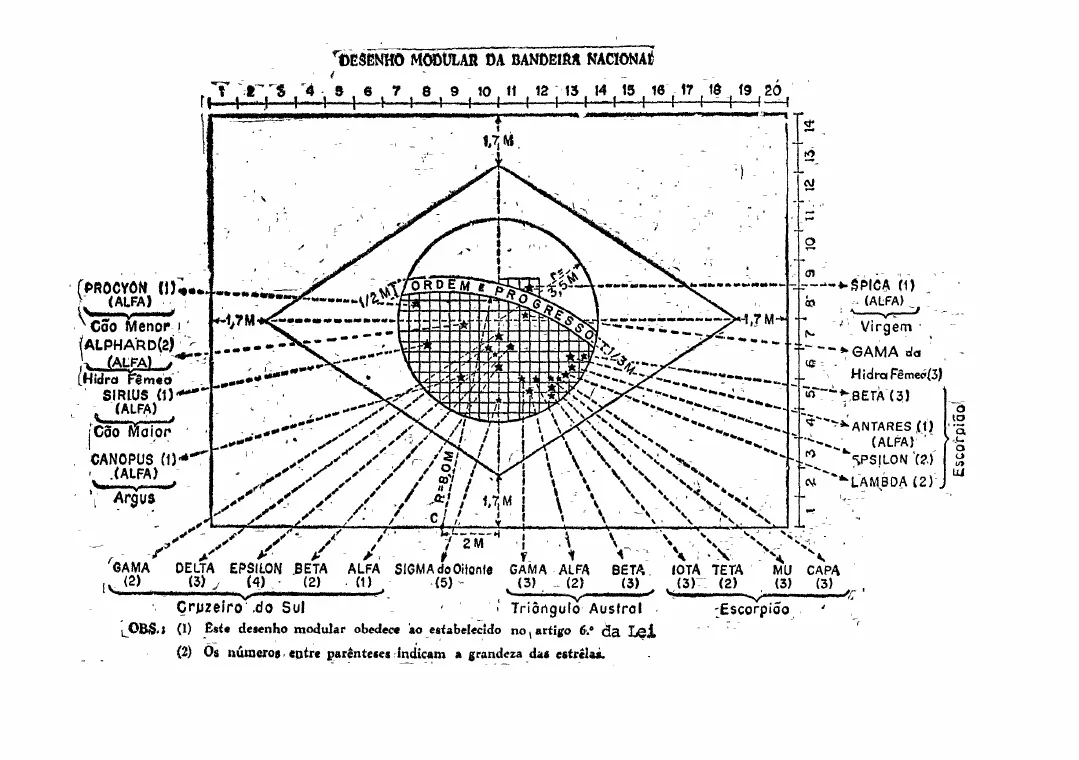 DESENHO MODULAR DA BANDEIRA NACIONAL
1 2 3 4 5 6 7 8 9 10 11 12 13 14 15 16 17 18 19 20
14
13
12
11
10
9
8
7
6
5
4
3
2
1
1,7 M
1,7 M
1,7 M
1,7 M
1/2 M
ORDEM E PROGRESSO
r=3,5M
1/3M
R=8OM
C
2 M
PROCYON (1)
(ALFA)
Cão Menor
ALPHARD(2)
(ALFA)
Hidra Fêmea
SIRIUS (1)
(ALFA)
Cão Maior
CANOPUS (1)
(ALFA)
Argus
SPICA (1)
(ALFA)
Virgem
GAMA da
Hidra Fêmea(3)
BETA (3)
ANTARES (1)
(ALFA)
EPSILON (2)
LAMBDA (2)
Escorpião
GAMA DELTA EPSILON BETA ALFA SIGMA do Oitante GAMA ALFA BETA IOTA TETA MU CAPA
(2) (3) (4) (2) (1) (5) (3) (2) (3) (3) (2) (3) (3)
Cruzeiro do Sul Triângulo Austral Escorpião
OBS.: (1) Êste desenho modular obedece ao estabelecido no artigo 6.º da Lei
(2) Os números entre parênteses indicam a grandeza das estrêlas.